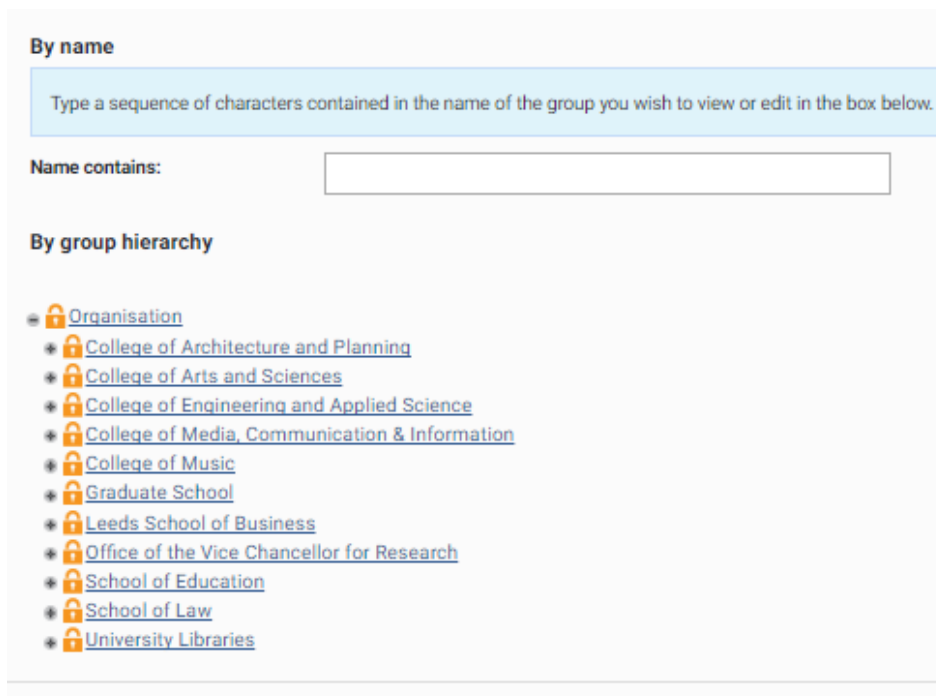 By name
Type a sequence of characters contained in the name of the group you wish to view or edit in the box below.
Name contains:
By group hierarchy
Organisation
College of Architecture and Planning
College of Arts and Sciences
College of Engineering and Applied Science
College of Media, Communication & Information
College of Music
Graduate School
Leeds School of Business
Office of the Vice Chancellor for Research
School of Education
School of Law
University Libraries